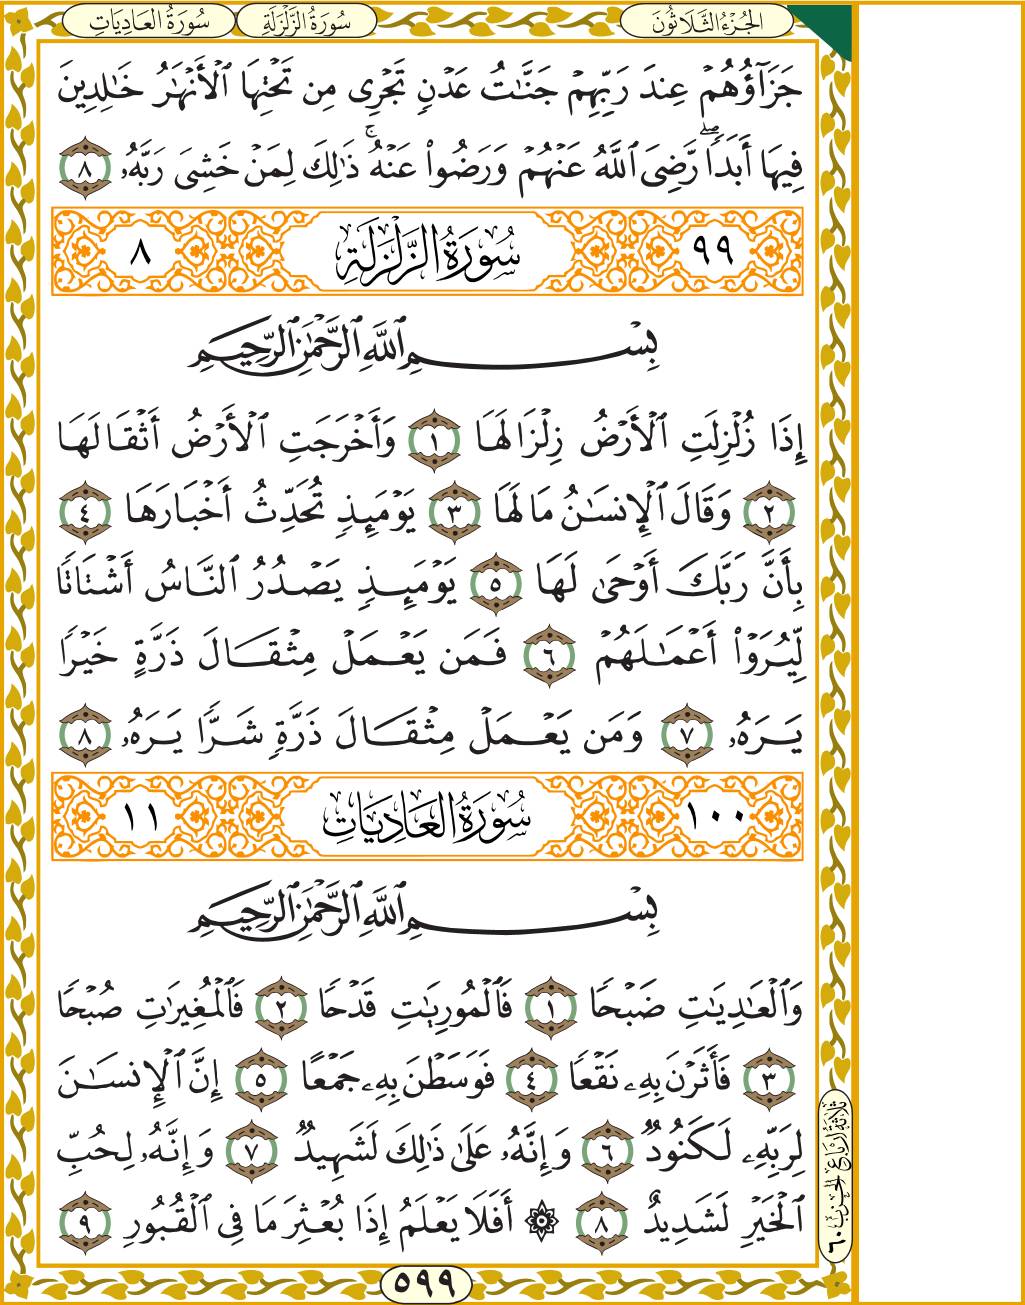 الجُزْءُ الثَّلَاثُونَ سُورَةُ الزَّلْزَلَةِ سُورَةُ العَادِيَاتِ
جَزَآؤُهُمْ عِندَ رَبِّهِمْ جَنَّٰتُ عَدْنٍ تَجْرِى مِن تَحْتِهَا ٱلْأَنْهَٰرُ خَٰلِدِينَ
فِيهَآ أَبَدًۭا ۖ رَّضِىَ ٱللَّهُ عَنْهُمْ وَرَضُوا۟ عَنْهُ ۚ ذَٰلِكَ لِمَنْ خَشِىَ رَبَّهُۥ ٨
٩٩ سُورَةُ الزَّلْزَلَةِ ٨
بِسْمِ ٱللَّهِ ٱلرَّحْمَٰنِ ٱلرَّحِيمِ
إِذَا زُلْزِلَتِ ٱلْأَرْضُ زِلْزَالَهَا ١ وَأَخْرَجَتِ ٱلْأَرْضُ أَثْقَالَهَا
٢ وَقَالَ ٱلْإِنسَٰنُ مَا لَهَا ٣ يَوْمَئِذٍۢ تُحَدِّثُ أَخْبَارَهَا ٤
بِأَنَّ رَبَّكَ أَوْحَىٰ لَهَا ٥ يَوْمَئِذٍۢ يَصْدُرُ ٱلنَّاسُ أَشْتَاتًۭا
لِّيُرَوْا۟ أَعْمَٰلَهُمْ ٦ فَمَن يَعْمَلْ مِثْقَالَ ذَرَّةٍ خَيْرًۭا
يَرَهُۥ ٧ وَمَن يَعْمَلْ مِثْقَالَ ذَرَّةٍۢ شَرًّۭا يَرَهُۥ ٨
١٠٠ سُورَةُ العَادِيَاتِ ١١
بِسْمِ ٱللَّهِ ٱلرَّحْمَٰنِ ٱلرَّحِيمِ
وَٱلْعَٰدِيَٰتِ ضَبْحًۭا ١ فَٱلْمُورِيَٰتِ قَدْحًۭا ٢ فَٱلْمُغِيرَٰتِ صُبْحًۭا
٣ فَأَثَرْنَ بِهِۦ نَقْعًۭا ٤ فَوَسَطْنَ بِهِۦ جَمْعًا ٥ إِنَّ ٱلْإِنسَٰنَ
لِرَبِّهِۦ لَكَنُودٌۭ ٦ وَإِنَّهُۥ عَلَىٰ ذَٰلِكَ لَشَهِيدٌۭ ٧ وَإِنَّهُۥ لِحُبِّ
ٱلْخَيْرِ لَشَدِيدٌ ٨ ۞ أَفَلَا يَعْلَمُ إِذَا بُعْثِرَ مَا فِى ٱلْقُبُورِ ٩
ثَلَاثَةُ أَرْبَاعِ الحِزْبِ ٦٠
٥٩٩